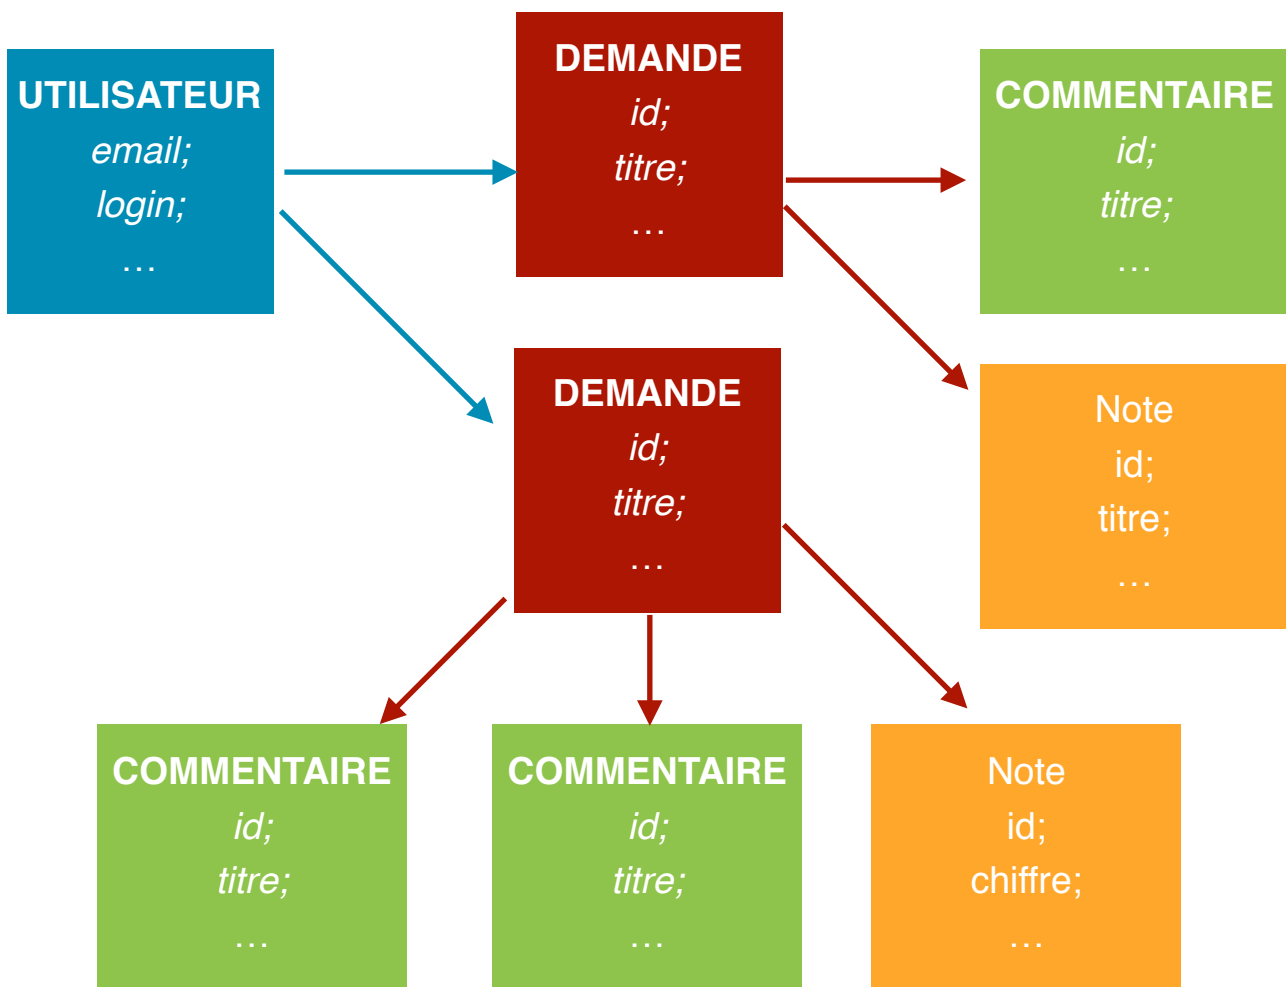 UTILISATEUR
email;
login;
…
DEMANDE
id;
titre;
…
COMMENTAIRE
id;
titre;
…
DEMANDE
id;
titre;
…
Note
id;
titre;
…
COMMENTAIRE
id;
titre;
…
COMMENTAIRE
id;
titre;
…
Note
id;
chiffre;
…